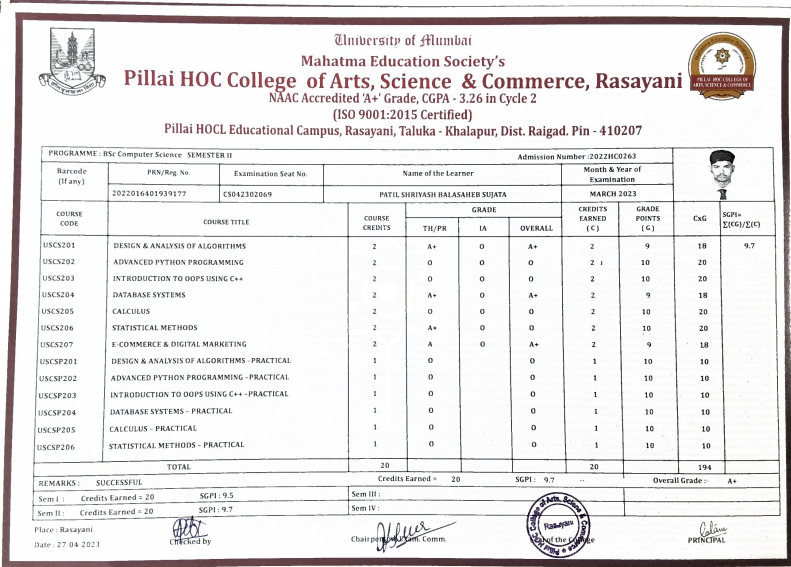 University of Mumbai
Mahatma Education Society's
Pillai HOC College of Arts, Science & Commerce, Rasayani
NAAC Accredited 'A+' Grade, CGPA - 3.26 in Cycle 2
(ISO 9001:2015 Certified)
Pillai HOCL Educational Campus, Rasayani, Taluka - Khalapur, Dist. Raigad. Pin - 410207
PILLAI HOC COLLEGE OF
ARTS, SCIENCE & COMMERCE
PROGRAMME : BSc Computer Science SEMESTER II Admission Number :2022HC0263
Barcode (If any) PRN/Reg. No. Examination Seat No. Name of the Learner Month & Year of Examination
2022016401939177 CS042302069 PATIL SHRIYASH BALASAHEB SUJATA MARCH 2023
COURSE CODE COURSE TITLE COURSE CREDITS GRADE TH/PR IA OVERALL CREDITS EARNED ( C ) GRADE POINTS ( G ) CxG SGPI= Σ(CG)/Σ(C)
USCS201 DESIGN & ANALYSIS OF ALGORITHMS 2 A+ O A+ 2 9 18 9.7
USCS202 ADVANCED PYTHON PROGRAMMING 2 O O O 2 10 20
USCS203 INTRODUCTION TO OOPS USING C++ 2 O O O 2 10 20
USCS204 DATABASE SYSTEMS 2 A+ O A+ 2 9 18
USCS205 CALCULUS 2 O O O 2 10 20
USCS206 STATISTICAL METHODS 2 A+ O O 2 10 20
USCS207 E-COMMERCE & DIGITAL MARKETING 2 A O A+ 2 9 18
USCSP201 DESIGN & ANALYSIS OF ALGORITHMS -PRACTICAL 1 O O 1 10 10
USCSP202 ADVANCED PYTHON PROGRAMMING -PRACTICAL 1 O O 1 10 10
USCSP203 INTRODUCTION TO OOPS USING C++ -PRACTICAL 1 O O 1 10 10
USCSP204 DATABASE SYSTEMS - PRACTICAL 1 O O 1 10 10
USCSP205 CALCULUS - PRACTICAL 1 O O 1 10 10
USCSP206 STATISTICAL METHODS - PRACTICAL 1 O O 1 10 10
TOTAL 20 20 194
REMARKS : SUCCESSFUL Credits Earned = 20 SGPI : 9.7 Overall Grade :- A+
Sem I : Credits Earned = 20 SGPI : 9.5 Sem III :
Sem II : Credits Earned = 20 SGPI : 9.7 Sem IV :
Place : Rasayani
Date : 27-04-2023
Checked by
Exam. Comm.
Rasayani
PRINCIPAL